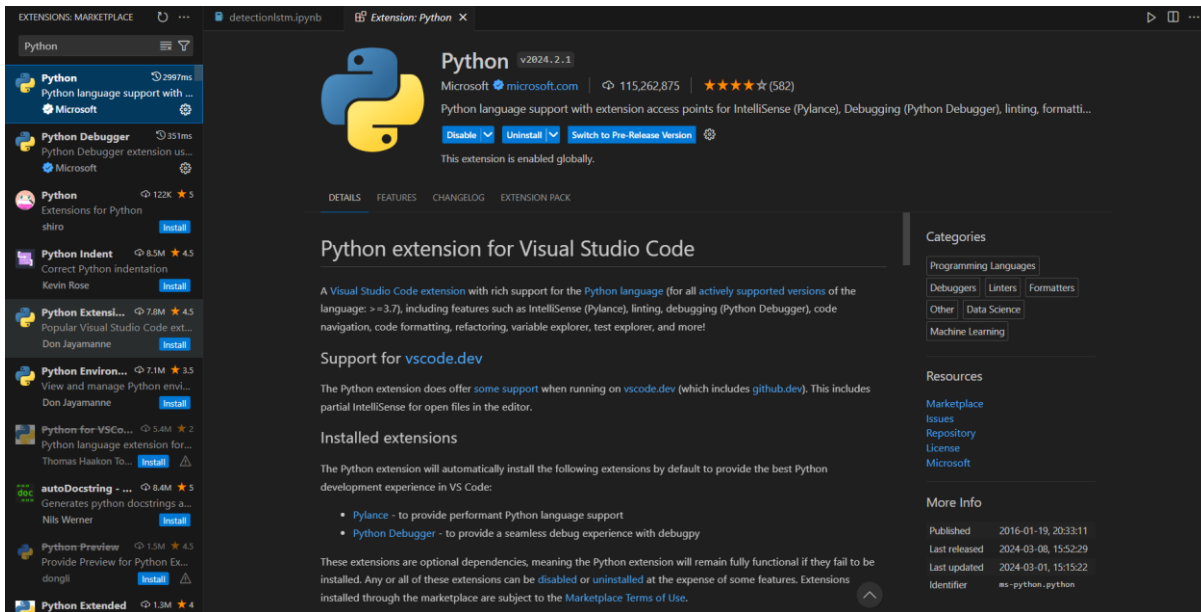 EXTENSIONS: MARKETPLACE
Python
Python 2997ms
Python language support with ...
Microsoft
Python Debugger 351ms
Python Debugger extension us...
Microsoft
Python 122K ★ 5
Extensions for Python
shiro Install
Python Indent 8.5M ★ 4.5
Correct Python indentation
Kevin Rose Install
Python Extensi... 7.8M ★ 4.5
Popular Visual Studio Code ext...
Don Jayamanne Install
Python Environ... 7.1M ★ 3.5
View and manage Python envi...
Don Jayamanne Install
Python for VSCo... 5.4M ★ 2
Python language extension for...
Thomas Haakon To... Install
doc
autoDocstring - ... 8.4M ★ 5
Generates python docstrings a...
Nils Werner Install
Python Preview 1.5M ★ 4.5
Provide Preview for Python Ex...
dongli Install
Python Extended 1.3M ★ 4
detectionlstm.ipynb Extension: Python
Python v2024.2.1
Microsoft microsoft.com | 115,262,875 | ★★★★☆ (582)
Python language support with extension access points for IntelliSense (Pylance), Debugging (Python Debugger), linting, formatti...
Disable Uninstall Switch to Pre-Release Version
This extension is enabled globally.
DETAILS FEATURES CHANGELOG EXTENSION PACK
Python extension for Visual Studio Code
A Visual Studio Code extension with rich support for the Python language (for all actively supported versions of the
language: >=3.7), including features such as IntelliSense (Pylance), linting, debugging (Python Debugger), code
navigation, code formatting, refactoring, variable explorer, test explorer, and more!
Support for vscode.dev
The Python extension does offer some support when running on vscode.dev (which includes github.dev). This includes
partial IntelliSense for open files in the editor.
Installed extensions
The Python extension will automatically install the following extensions by default to provide the best Python
development experience in VS Code:
• Pylance - to provide performant Python language support
• Python Debugger - to provide a seamless debug experience with debugpy
These extensions are optional dependencies, meaning the Python extension will remain fully functional if they fail to be
installed. Any or all of these extensions can be disabled or uninstalled at the expense of some features. Extensions
installed through the marketplace are subject to the Marketplace Terms of Use.
Categories
Programming Languages
Debuggers Linters Formatters
Other Data Science
Machine Learning
Resources
Marketplace
Issues
Repository
License
Microsoft
More Info
Published 2016-01-19, 20:33:11
Last released 2024-03-08, 15:52:29
Last updated 2024-03-01, 15:15:22
Identifier ms-python.python